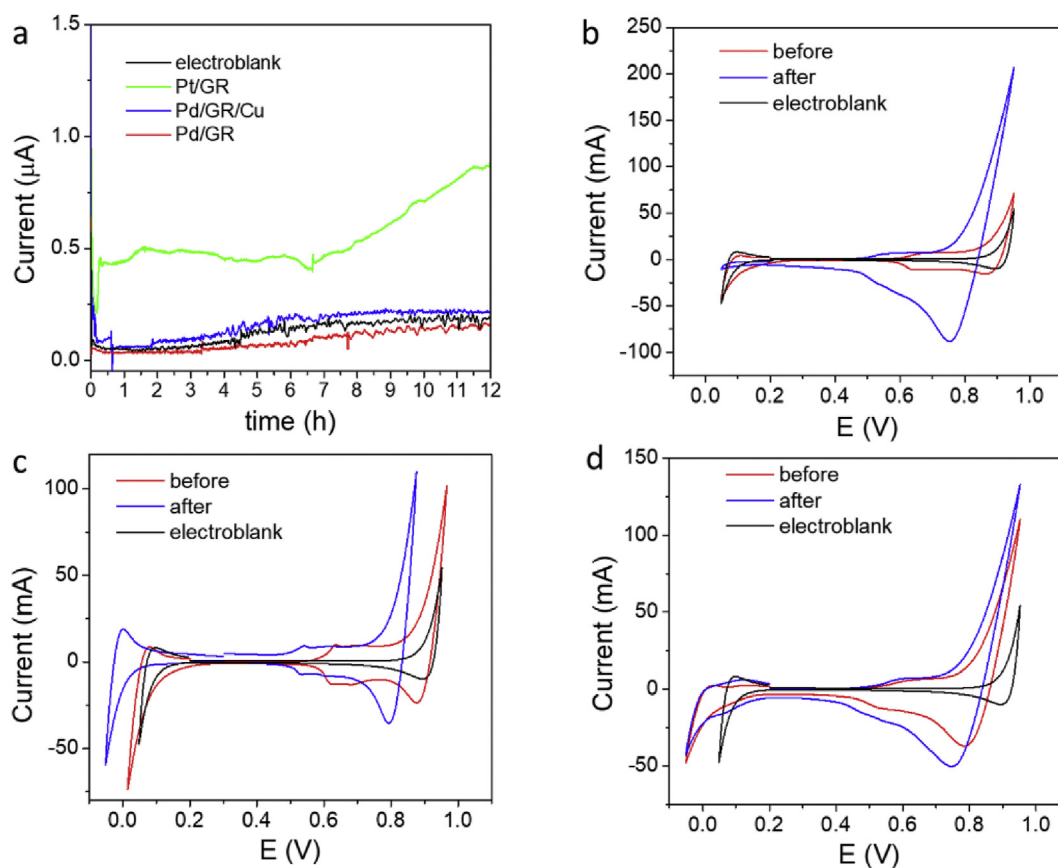 a
1.5
1.0
0.5
0.0
Current (μA)
electroblank
Pt/GR
Pd/GR/Cu
Pd/GR
0 1 2 3 4 5 6 7 8 9 10 11 12
time (h)
b
250
200
150
100
50
0
-50
-100
Current (mA)
before
after
electroblank
0.0 0.2 0.4 0.6 0.8 1.0
E (V)
c
100
50
0
-50
Current (mA)
before
after
electroblank
0.0 0.2 0.4 0.6 0.8 1.0
E (V)
d
150
100
50
0
-50
Current (mA)
before
after
electroblank
0.0 0.2 0.4 0.6 0.8 1.0
E (V)